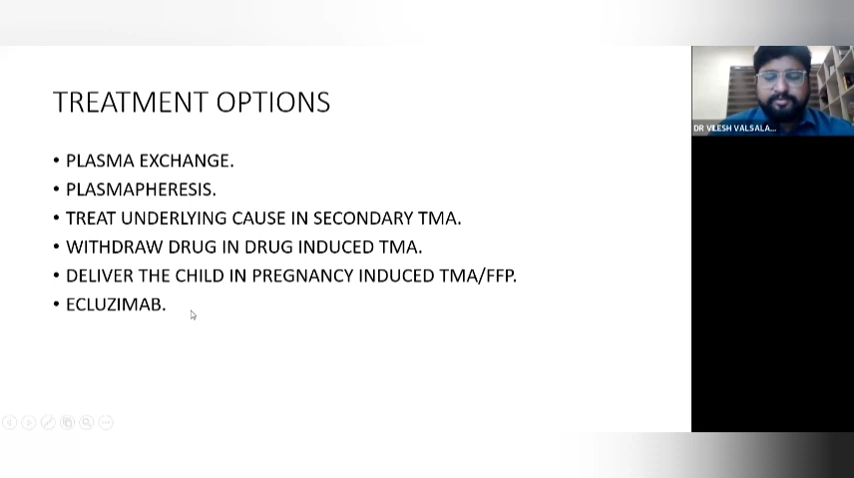 TREATMENT OPTIONS
• PLASMA EXCHANGE.
• PLASMAPHERESIS.
• TREAT UNDERLYING CAUSE IN SECONDARY TMA.
• WITHDRAW DRUG IN DRUG INDUCED TMA.
• DELIVER THE CHILD IN PREGNANCY INDUCED TMA/FFP.
• ECLUZIMAB.
DR VILESH VALSALA...